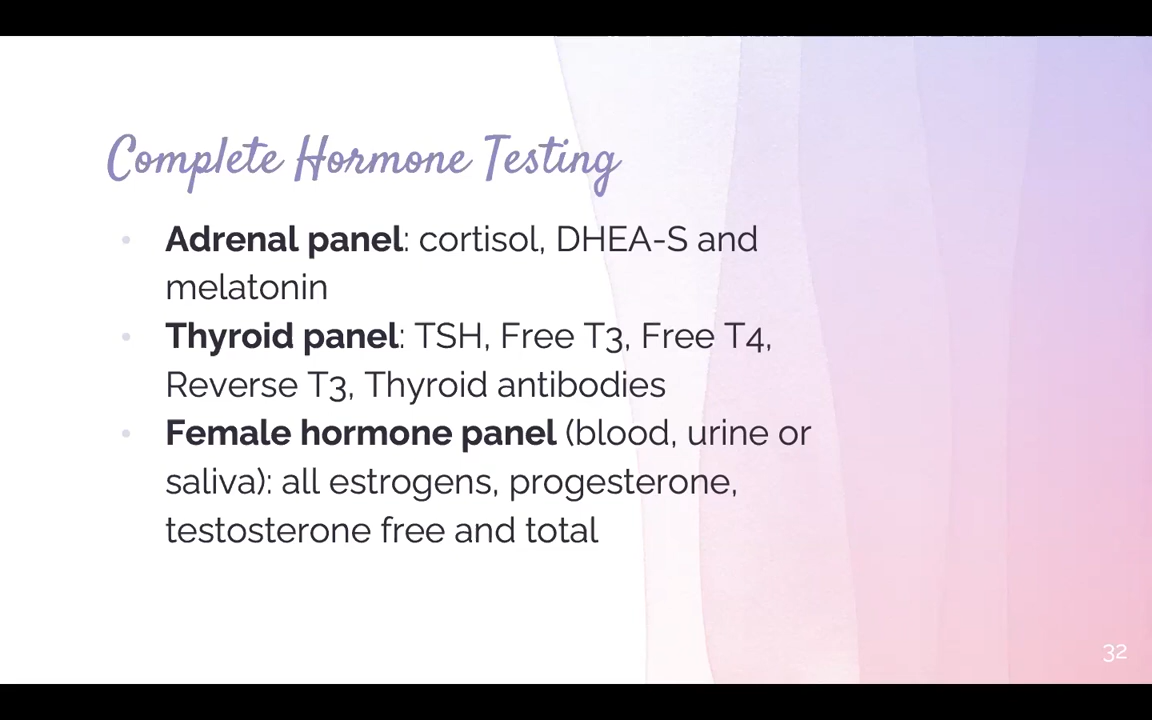 Complete Hormone Testing
• Adrenal panel: cortisol, DHEA-S and
melatonin
• Thyroid panel: TSH, Free T3, Free T4,
Reverse T3, Thyroid antibodies
• Female hormone panel (blood, urine or
saliva): all estrogens, progesterone,
testosterone free and total
32